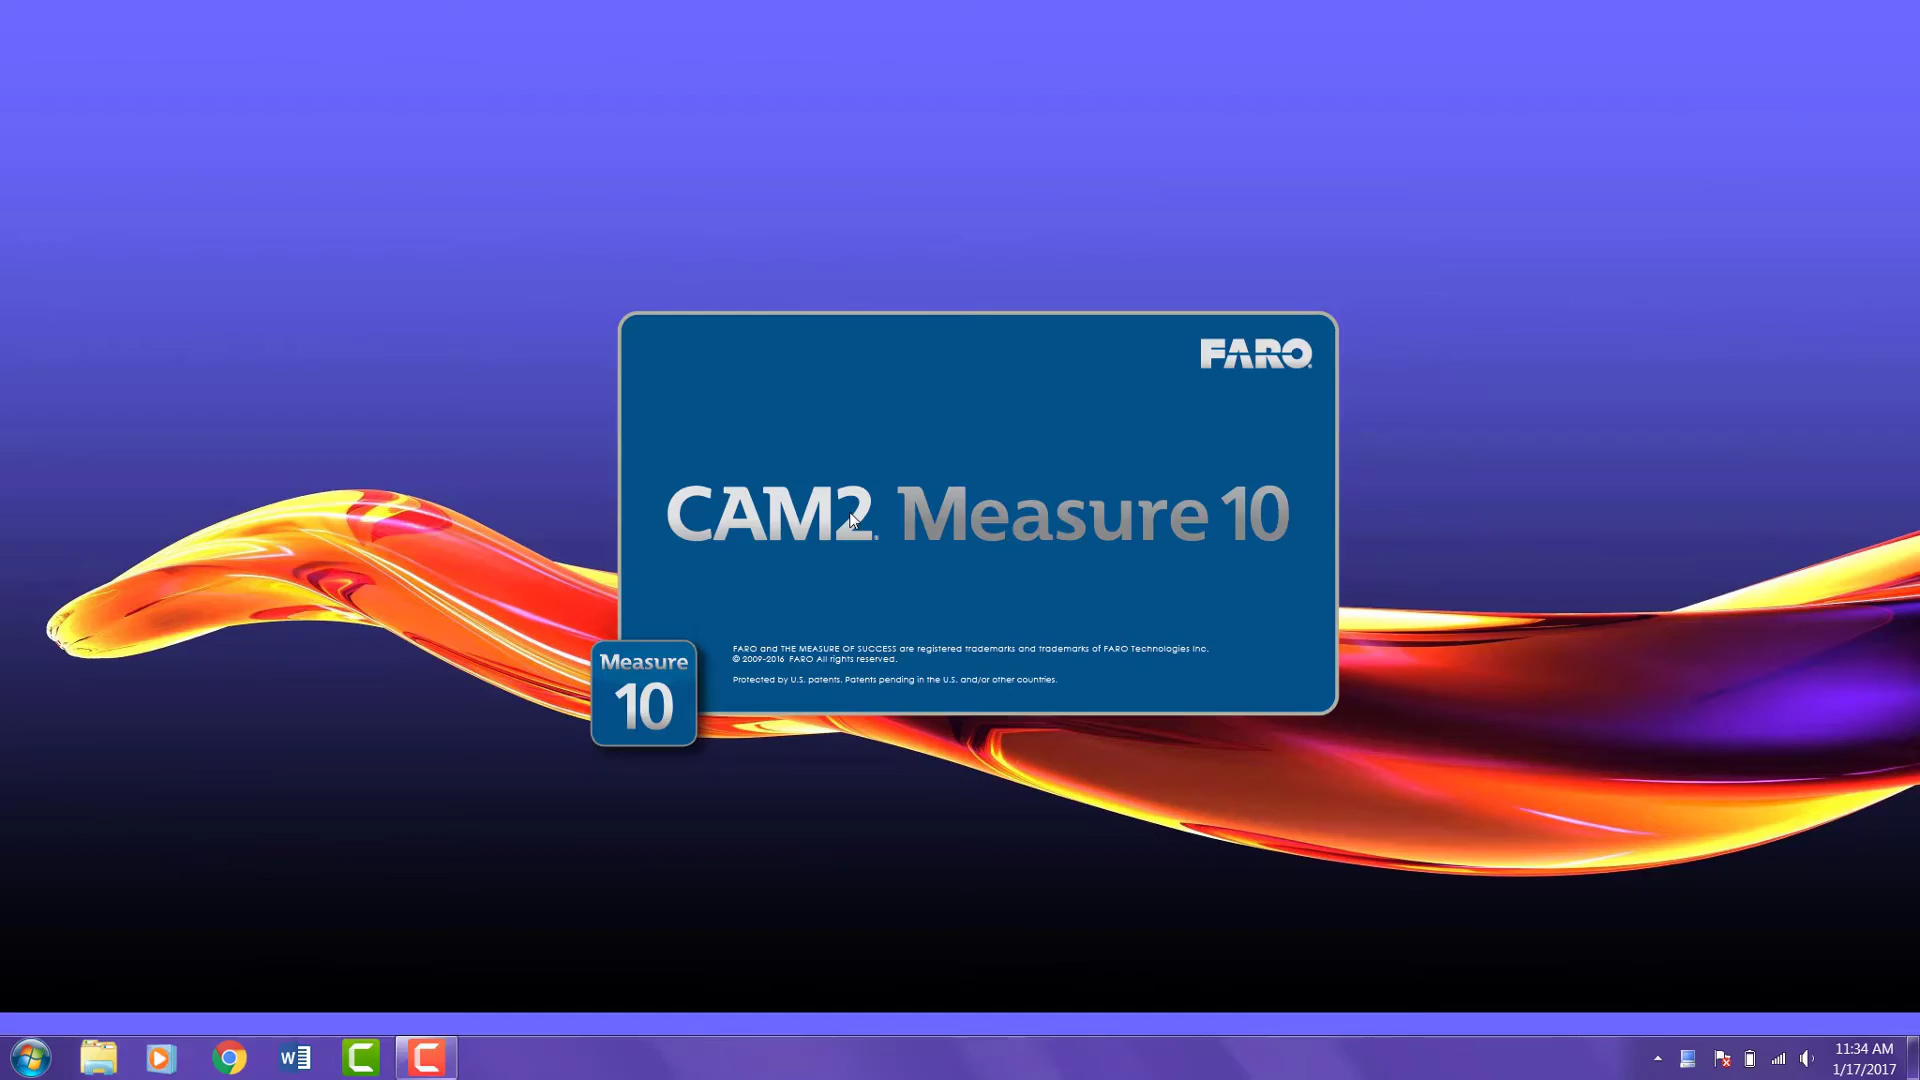 FARO
CAM2 Measure 10
FARO and THE MEASURE OF SUCCESS are registered trademarks and trademarks of FARO Technologies Inc.
© 2009-2016 FARO All rights reserved.
Protected by U.S. patents. Patents pending in the U.S. and/or other countries.
Measure
10
11:34 AM
1/17/2017